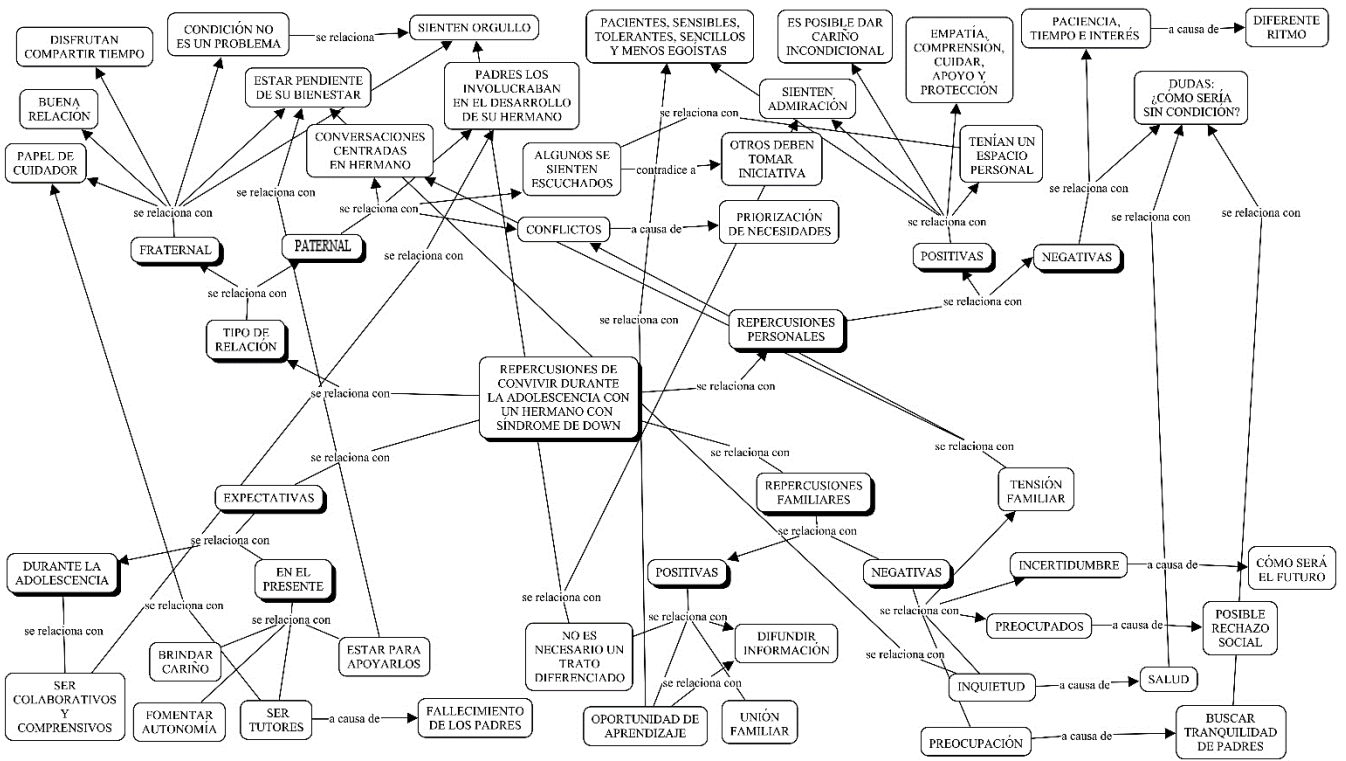 DISFRUTAN
COMPARTIR TIEMPO
CONDICIÓN NO
ES UN PROBLEMA
se relaciona
SIENTEN ORGULLO
PACIENTES, SENSIBLES,
TOLERANTES, SENCILLOS
Y MENOS EGOÍSTAS
ES POSIBLE DAR
CARIÑO
INCONDICIONAL
EMPATÍA,
COMPRENSIÓN,
CUIDAR,
APOYO Y
PROTECCIÓN
PACIENCIA,
TIEMPO E INTERÉS
a causa de
DIFERENTE
RITMO
BUENA
RELACIÓN
ESTAR PENDIENTE
DE SU BIENESTAR
PADRES LOS
INVOLUCRABAN
EN EL DESARROLLO
DE SU HERMANO
SIENTEN
ADMIRACIÓN
DUDAS:
¿CÓMO SERÍA
SIN CONDICIÓN?
se relaciona con
PAPEL DE
CUIDADOR
CONVERSACIONES
CENTRADAS
EN HERMANO
ALGUNOS SE
SIENTEN
ESCUCHADOS
contradice a
OTROS DEBEN
TOMAR
INICIATIVA
TENÍAN UN
ESPACIO
PERSONAL
se relaciona con
se relaciona con
se relaciona con
se relaciona con
se relaciona con
se relaciona con
se relaciona con
FRATERNAL
PATERNAL
CONFLICTOS
a causa de
PRIORIZACIÓN
DE NECESIDADES
se relaciona con
POSITIVAS
NEGATIVAS
se relaciona con
se relaciona con
TIPO DE
RELACIÓN
se relaciona con
REPERCUSIONES
PERSONALES
REPERCUSIONES DE
CONVIVIR DURANTE
LA ADOLESCENCIA CON
UN HERMANO CON
SÍNDROME DE DOWN
se relaciona con
se relaciona con
se relaciona con
se relaciona con
EXPECTATIVAS
REPERCUSIONES
FAMILIARES
TENSIÓN
FAMILIAR
se relaciona con
se relaciona con
DURANTE LA
ADOLESCENCIA
EN EL
PRESENTE
POSITIVAS
NEGATIVAS
INCERTIDUMBRE
a causa de
CÓMO SERÁ
EL FUTURO
se relaciona con
se relaciona con
se relaciona con
se relaciona con
se relaciona con
se relaciona con
BRINDAR
CARIÑO
ESTAR PARA
APOYARLOS
NO ES
NECESARIO UN
TRATO
DIFERENCIADO
DIFUNDIR
INFORMACIÓN
PREOCUPADOS
a causa de
POSIBLE
RECHAZO
SOCIAL
se relaciona con
se relaciona con
SER
COLABORATIVOS
Y
COMPRENSIVOS
FOMENTAR
AUTONOMÍA
SER
TUTORES
a causa de
FALLECIMIENTO
DE LOS PADRES
OPORTUNIDAD DE
APRENDIZAJE
UNIÓN
FAMILIAR
INQUIETUD
a causa de
SALUD
PREOCUPACIÓN
a causa de
BUSCAR
TRANQUILIDAD
DE PADRES